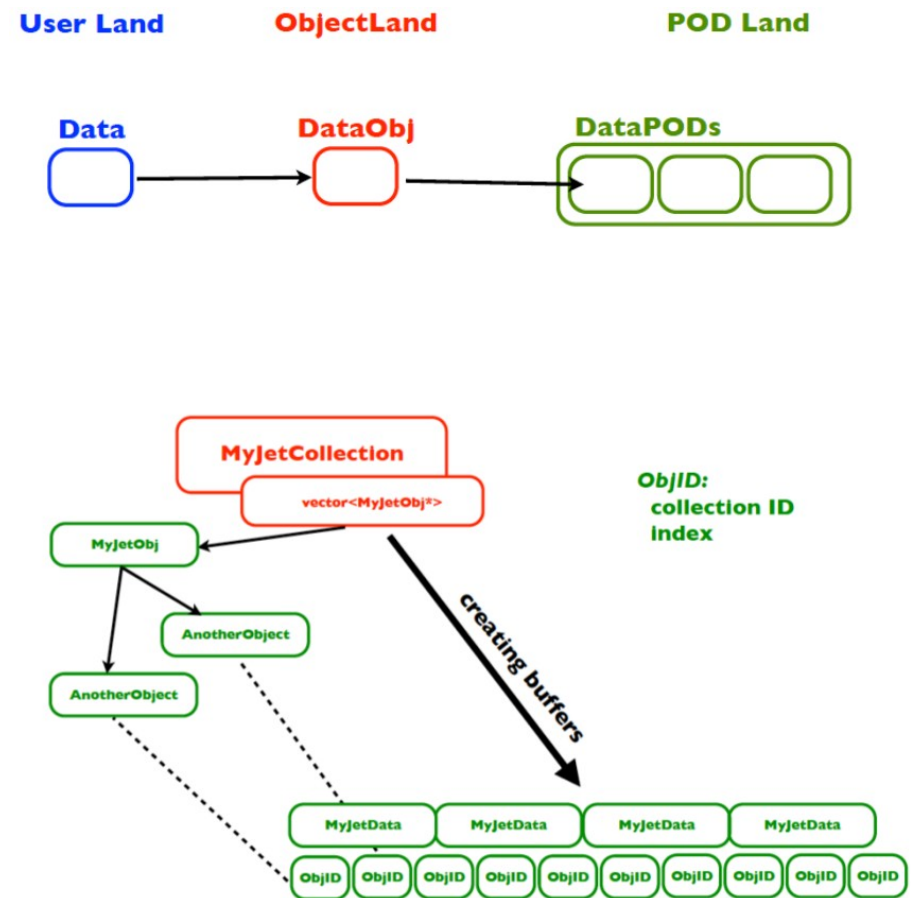 User Land
ObjectLand
POD Land
Data
DataObj
DataPODs
MyJetCollection
vector<MyJetObj*>
ObjID:
collection ID
index
MyJetObj
creating buffers
AnotherObject
AnotherObject
MyJetData
MyJetData
MyJetData
MyJetData
ObjID
ObjID
ObjID
ObjID
ObjID
ObjID
ObjID
ObjID
ObjID
ObjID